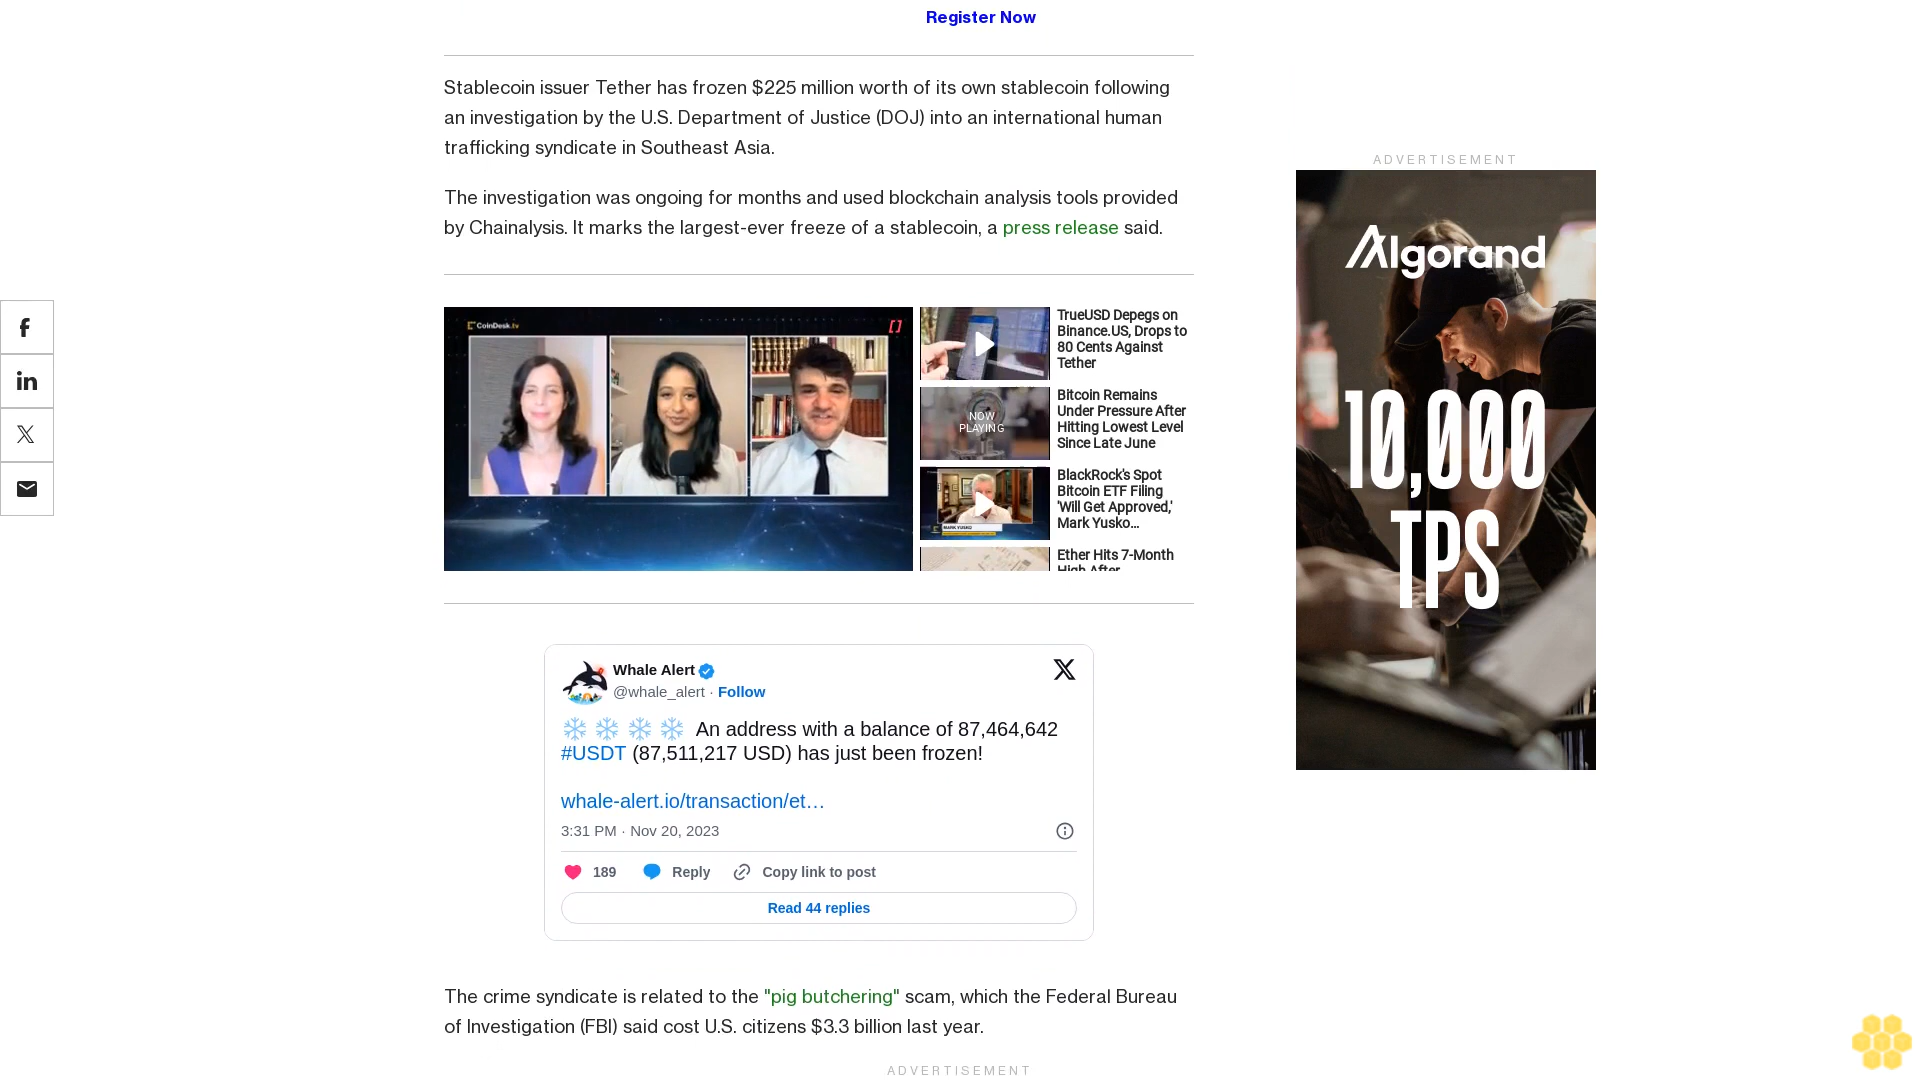 Register Now
Stablecoin issuer Tether has frozen $225 million worth of its own stablecoin following
an investigation by the U.S. Department of Justice (DOJ) into an international human
trafficking syndicate in Southeast Asia.
The investigation was ongoing for months and used blockchain analysis tools provided
by Chainalysis. It marks the largest-ever freeze of a stablecoin, a press release said.
CoinDesk.tv
TrueUSD Depegs on
Binance.US, Drops to
80 Cents Against
Tether
NOW
PLAYING
Bitcoin Remains
Under Pressure After
Hitting Lowest Level
Since Late June
MARK YUSKO
BlackRock's Spot
Bitcoin ETF Filing
'Will Get Approved,'
Mark Yusko...
Ether Hits 7-Month
High After
Whale Alert
@whale_alert · Follow
An address with a balance of 87,464,642
#USDT (87,511,217 USD) has just been frozen!
whale-alert.io/transaction/et…
3:31 PM · Nov 20, 2023
189 Reply Copy link to post
Read 44 replies
The crime syndicate is related to the "pig butchering" scam, which the Federal Bureau
of Investigation (FBI) said cost U.S. citizens $3.3 billion last year.
ADVERTISEMENT
ADVERTISEMENT
Algorand
10,000
TPS